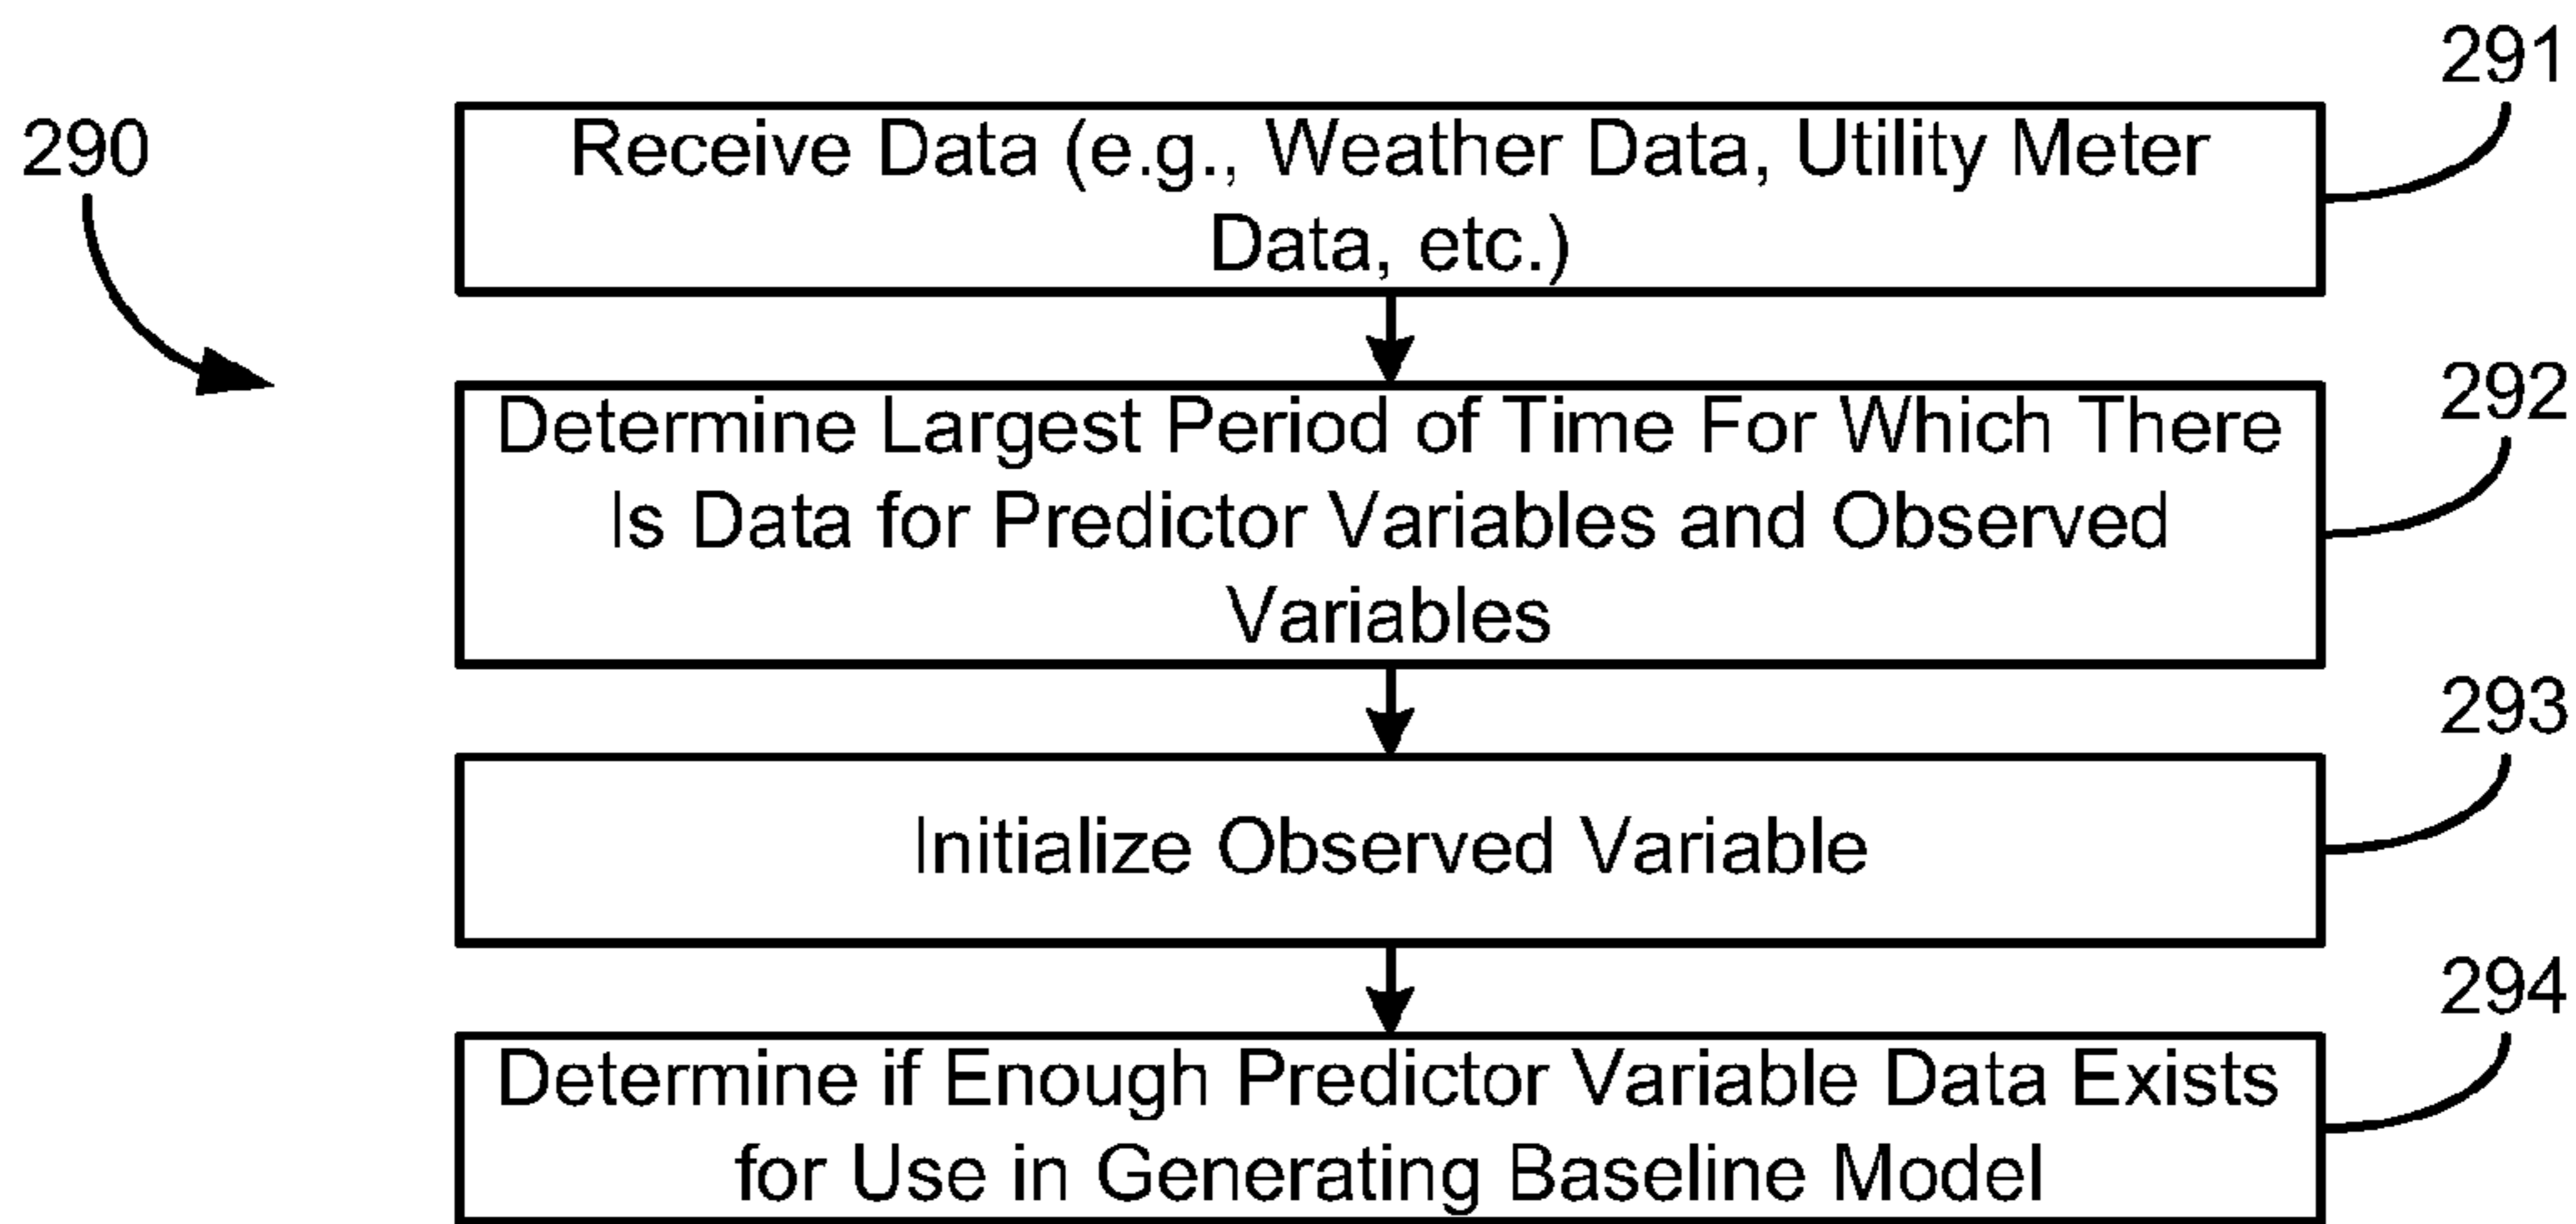 291
290
Receive Data (e.g., Weather Data, Utility Meter
Data, etc.)
292
Determine Largest Period of Time For Which There
Is Data for Predictor Variables and Observed
Variables
293
Initialize Observed Variable
294
Determine if Enough Predictor Variable Data Exists
for Use in Generating Baseline Model